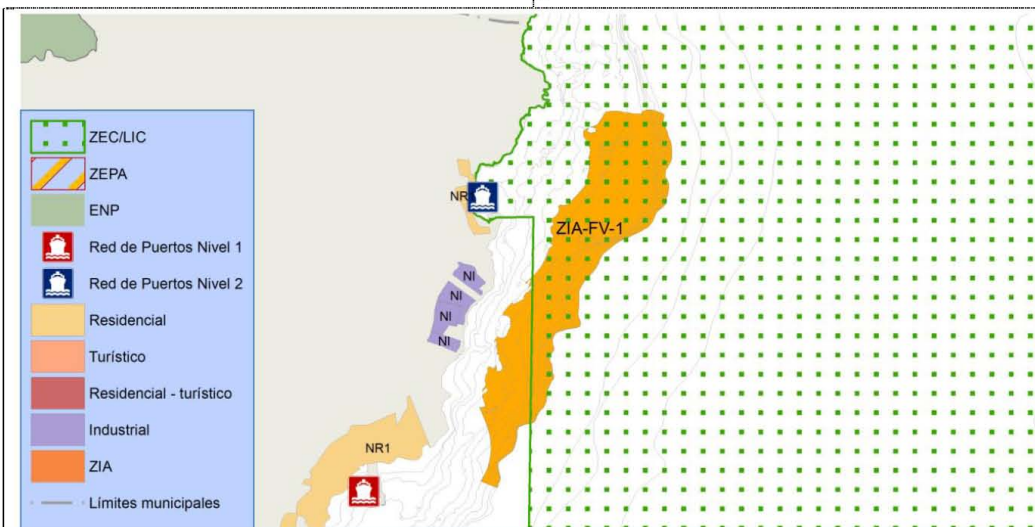 ZEC/LIC
ZEPA
ENP
Red de Puertos Nivel 1
Red de Puertos Nivel 2
Residencial
Turístico
Residencial - turístico
Industrial
ZIA
Límites municipales
NR
ZIA-FV-1
NI
NI
NI
NI
NR1